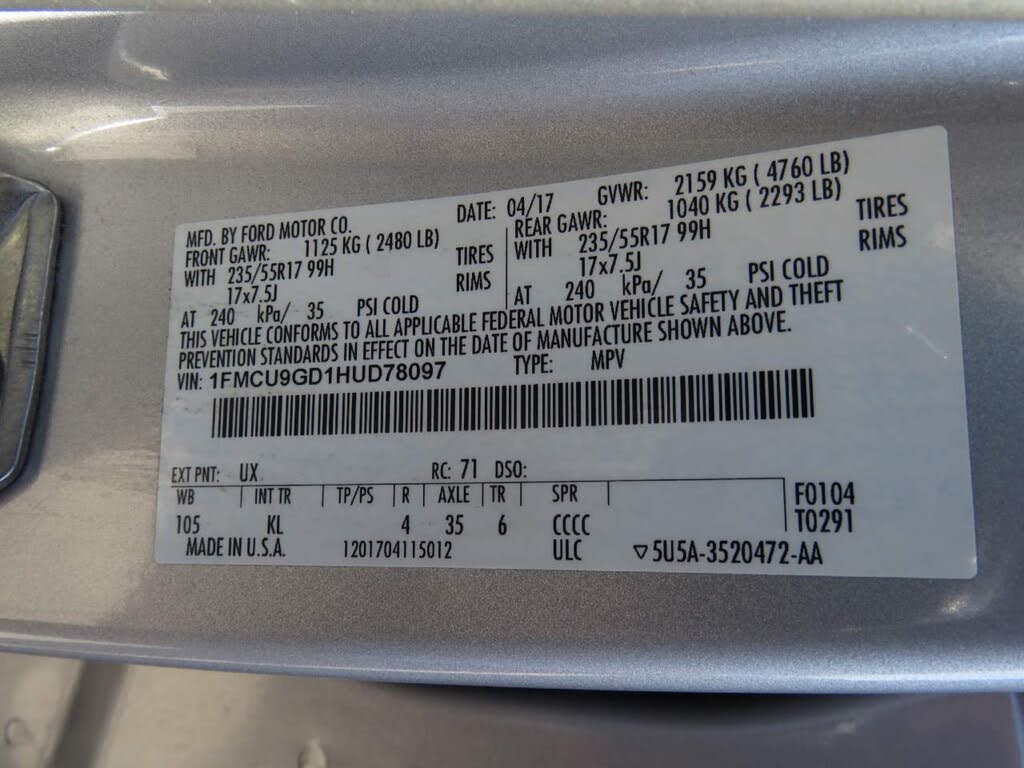 MFD. BY FORD MOTOR CO. DATE: 04/17 GVWR: 2159 KG ( 4760 LB)
FRONT GAWR: 1125 KG ( 2480 LB) REAR GAWR: 1040 KG ( 2293 LB)
WITH 235/55R17 99H TIRES WITH 235/55R17 99H TIRES
17x7.5J RIMS 17x7.5J RIMS
AT 240 kPa/ 35 PSI COLD AT 240 kPa/ 35 PSI COLD
THIS VEHICLE CONFORMS TO ALL APPLICABLE FEDERAL MOTOR VEHICLE SAFETY AND THEFT
PREVENTION STANDARDS IN EFFECT ON THE DATE OF MANUFACTURE SHOWN ABOVE.
VIN: 1FMCU9GD1HUD78097 TYPE: MPV
EXT PNT: UX RC: 71 DSO:
WB INT TR TP/PS R AXLE TR SPR F0104
105 KL 4 35 6 CCCC T0291
MADE IN U.S.A. 1201704115012 ULC ▽5U5A-3520472-AA